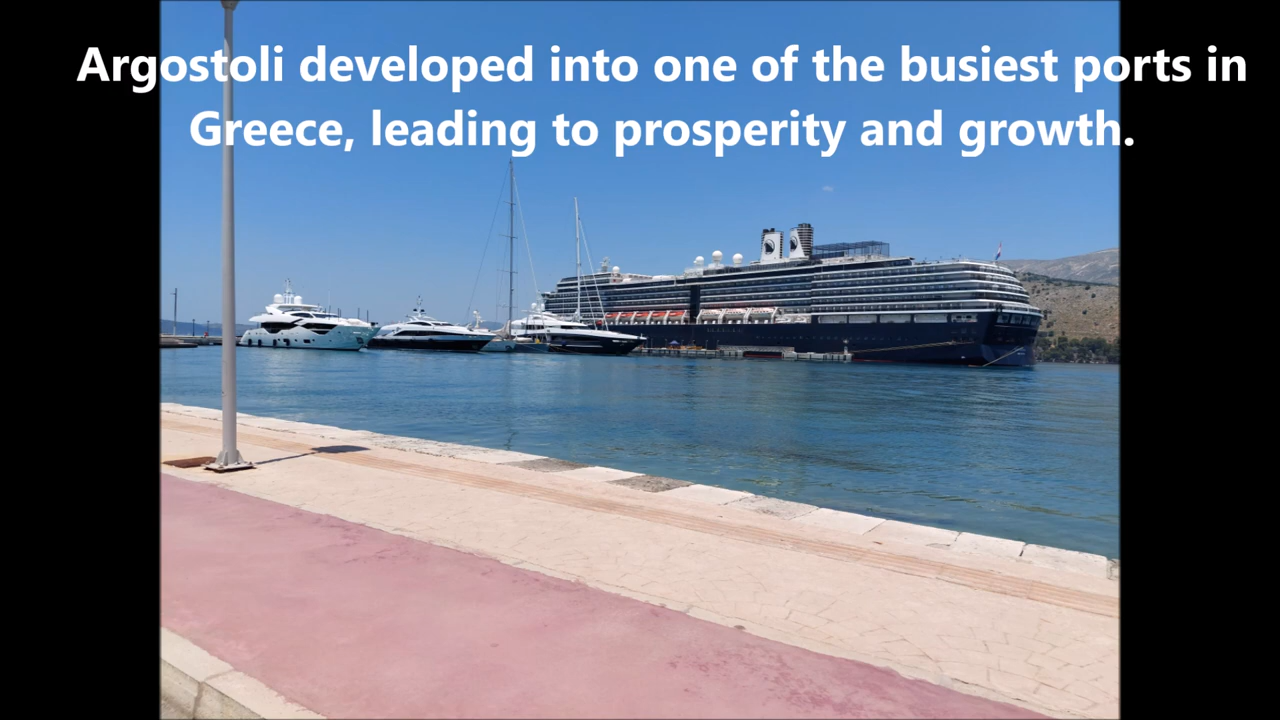 Argostoli developed into one of the busiest ports in
Greece, leading to prosperity and growth.